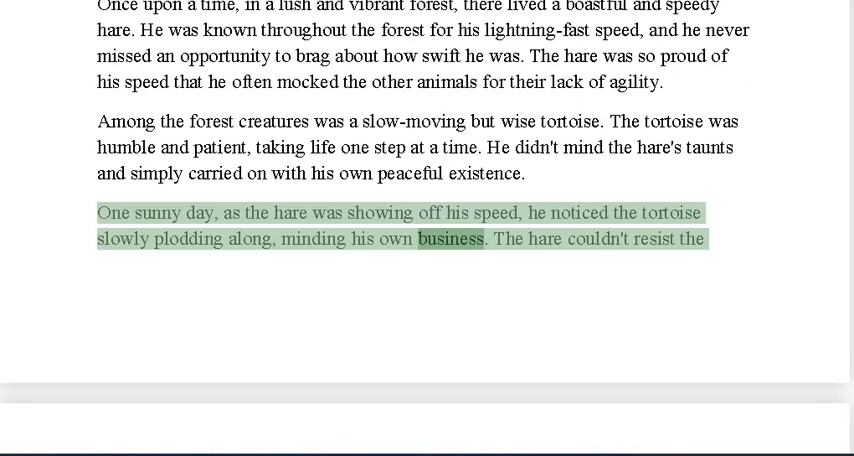 Once upon a time, in a lush and vibrant forest, there lived a boastful and speedy
hare. He was known throughout the forest for his lightning-fast speed, and he never
missed an opportunity to brag about how swift he was. The hare was so proud of
his speed that he often mocked the other animals for their lack of agility.
Among the forest creatures was a slow-moving but wise tortoise. The tortoise was
humble and patient, taking life one step at a time. He didn't mind the hare's taunts
and simply carried on with his own peaceful existence.
One sunny day, as the hare was showing off his speed, he noticed the tortoise
slowly plodding along, minding his own business. The hare couldn't resist the